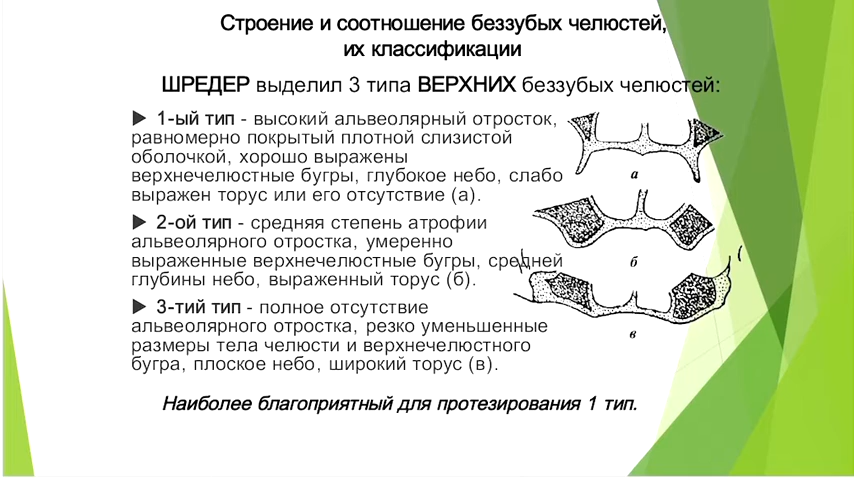 Строение и соотношение беззубых челюстей,
их классификации
ШРЕДЕР выделил 3 типа ВЕРХНИХ беззубых челюстей:
1-ый тип - высокий альвеолярный отросток,
равномерно покрытый плотной слизистой
оболочкой, хорошо выражены
верхнечелюстные бугры, глубокое небо, слабо
выражен торус или его отсутствие (а).
2-ой тип - средняя степень атрофии
альвеолярного отростка, умеренно
выраженные верхнечелюстные бугры, средней
глубины небо, выраженный торус (б).
3-тий тип - полное отсутствие
альвеолярного отростка, резко уменьшенные
размеры тела челюсти и верхнечелюстного
бугра, плоское небо, широкий торус (в).
а
б
в
Наиболее благоприятный для протезирования 1 тип.